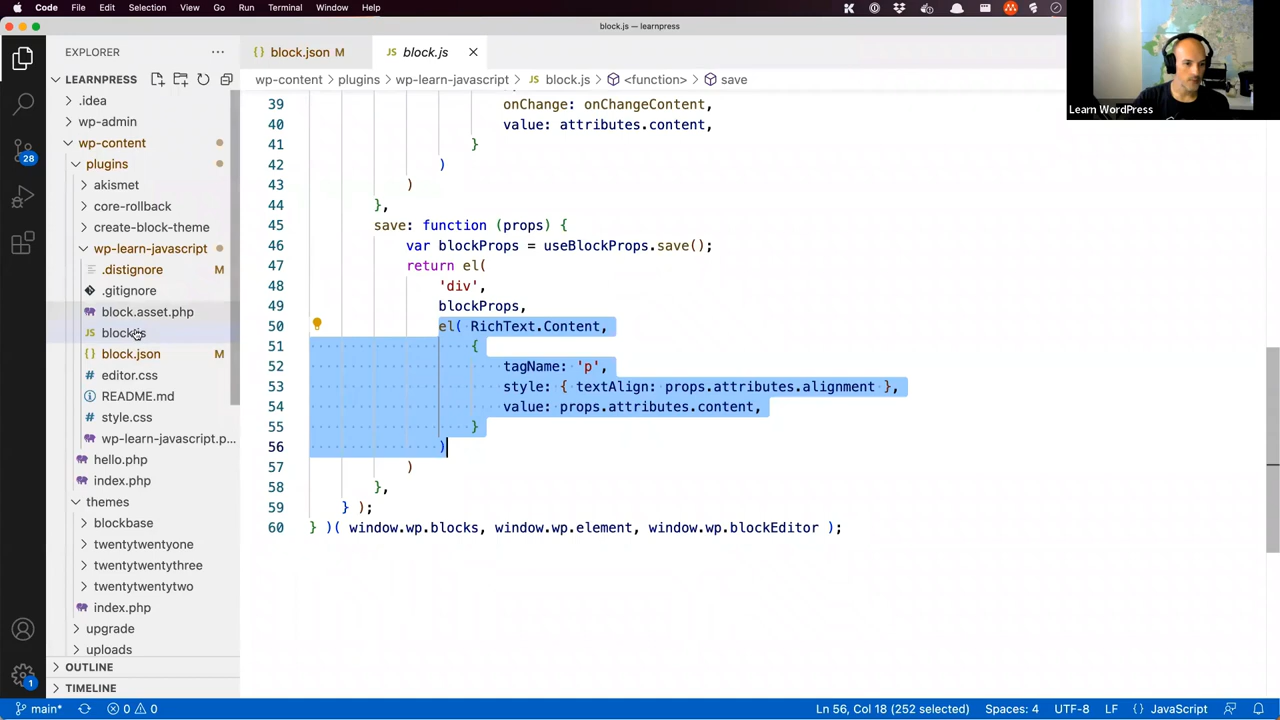 Code File Edit Selection View Go Run Terminal Window Help
block.js — learnpress
Learn WordPress
EXPLORER
LEARNPRESS
.idea
wp-admin
wp-content
plugins
akismet
core-rollback
create-block-theme
wp-learn-javascript
.distignore M
.gitignore
block.asset.php
block.js
block.json M
editor.css
README.md
style.css
wp-learn-javascript.p...
hello.php
index.php
themes
blockbase
twentytwentyone
twentytwentythree
twentytwentytwo
index.php
upgrade
uploads
OUTLINE
TIMELINE
28
1
{} block.json M
JS block.js
wp-content > plugins > wp-learn-javascript > JS block.js > <function> > save
39 onChange: onChangeContent,
40 value: attributes.content,
41 }
42 )
43 )
44 },
45 save: function (props) {
46 var blockProps = useBlockProps.save();
47 return el(
48 'div',
49 blockProps,
50 el( RichText.Content,
51 {
52 tagName: 'p',
53 style: { textAlign: props.attributes.alignment },
54 value: props.attributes.content,
55 }
56 )
57 )
58 },
59 } );
60 } )( window.wp.blocks, window.wp.element, window.wp.blockEditor );
main* 0 0 Ln 56, Col 18 (252 selected) Spaces: 4 UTF-8 LF {} JavaScript